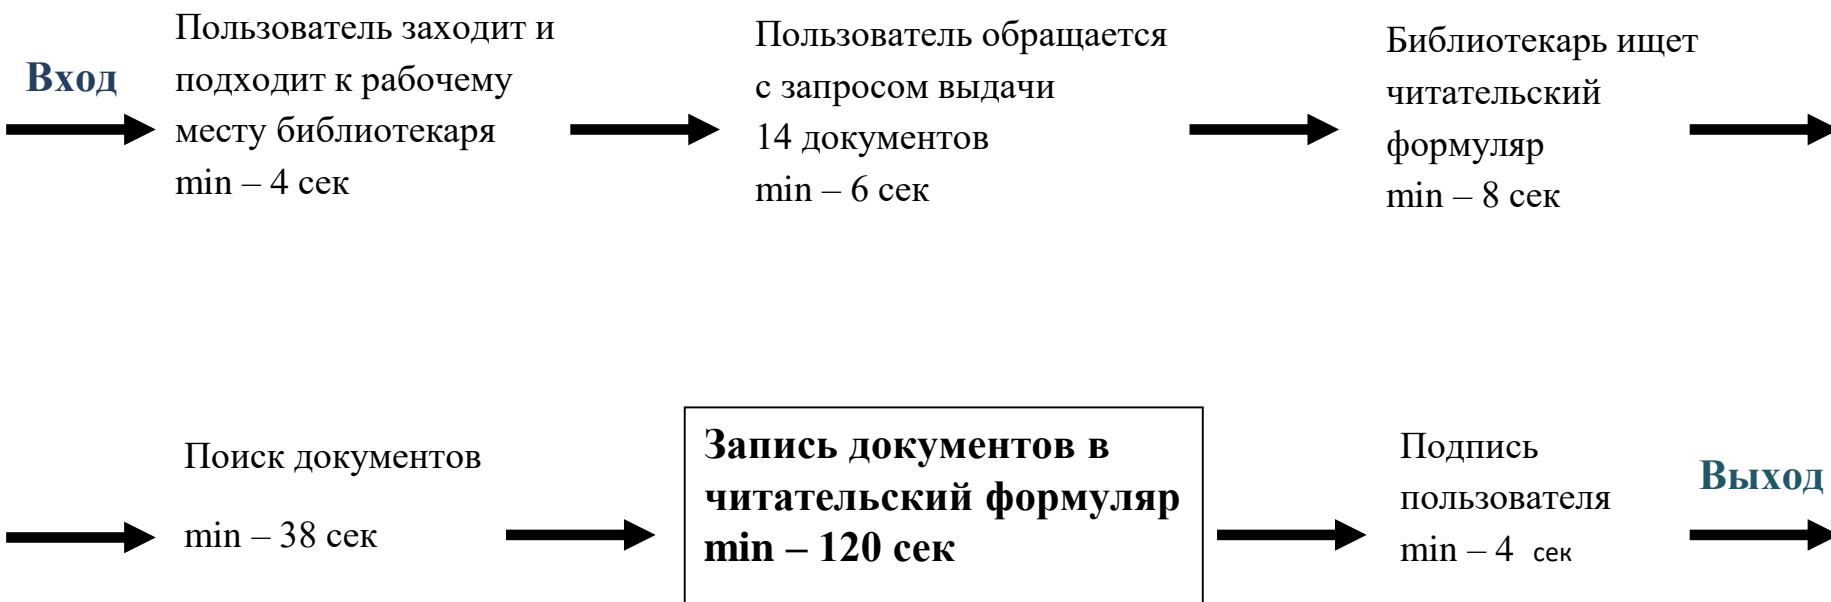 Вход
Пользователь заходит и
подходит к рабочему
месту библиотекаря
min – 4 сек
Пользователь обращается
с запросом выдачи
14 документов
min – 6 сек
Библиотекарь ищет
читательский
формуляр
min – 8 сек
Поиск документов
min – 38 сек
Запись документов в
читательский формуляр
min – 120 сек
Подпись
пользователя
min – 4 сек
Выход